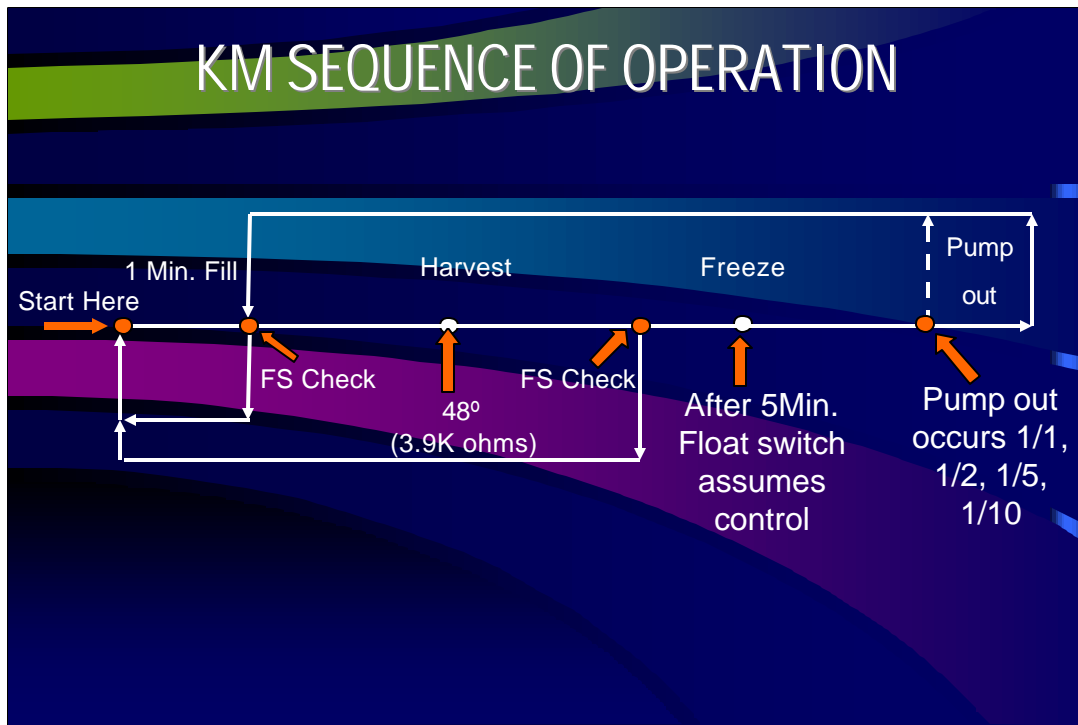 KM SEQUENCE OF OPERATION
1 Min. Fill
Harvest
Freeze
Pump
out
Start Here
FS Check
48º
(3.9K ohms)
FS Check
After 5Min.
Float switch
assumes
control
Pump out
occurs 1/1,
1/2, 1/5,
1/10